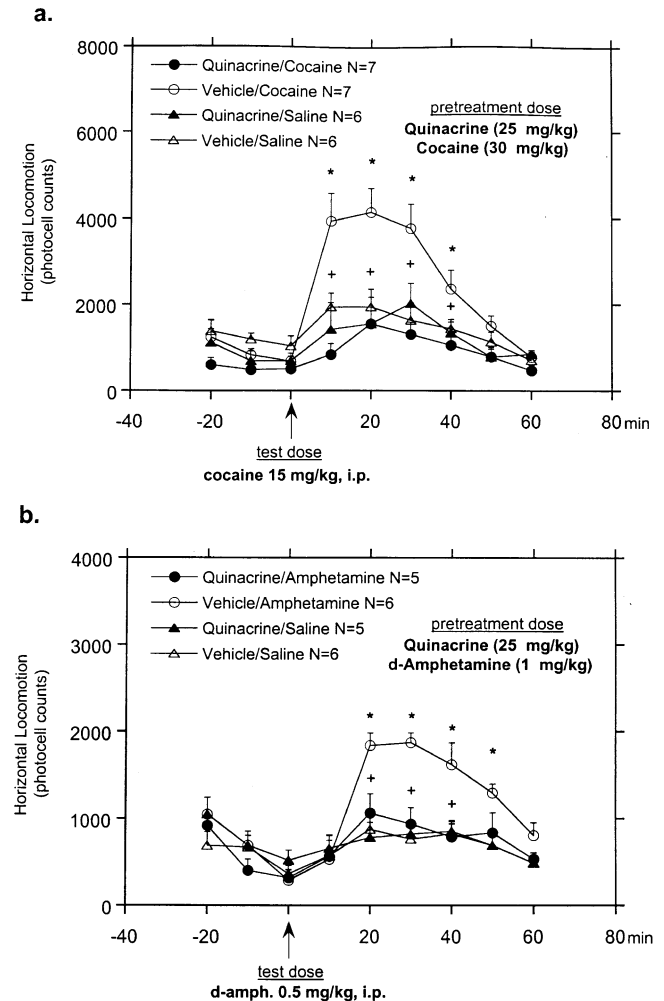 a.
Horizontal Locomotion
(photocell counts)
8000
6000
4000
2000
0
Quinacrine/Cocaine N=7
Vehicle/Cocaine N=7
Quinacrine/Saline N=6
Vehicle/Saline N=6
pretreatment dose
Quinacrine (25 mg/kg)
Cocaine (30 mg/kg)
* * * *
+ + + +
-40 -20 0 20 40 60 80 min
test dose
cocaine 15 mg/kg, i.p.
b.
Horizontal Locomotion
(photocell counts)
4000
3000
2000
1000
0
Quinacrine/Amphetamine N=5
Vehicle/Amphetamine N=6
Quinacrine/Saline N=5
Vehicle/Saline N=6
pretreatment dose
Quinacrine (25 mg/kg)
d-Amphetamine (1 mg/kg)
* * * *
+ + +
-40 -20 0 20 40 60 80 min
test dose
d-amph. 0.5 mg/kg, i.p.